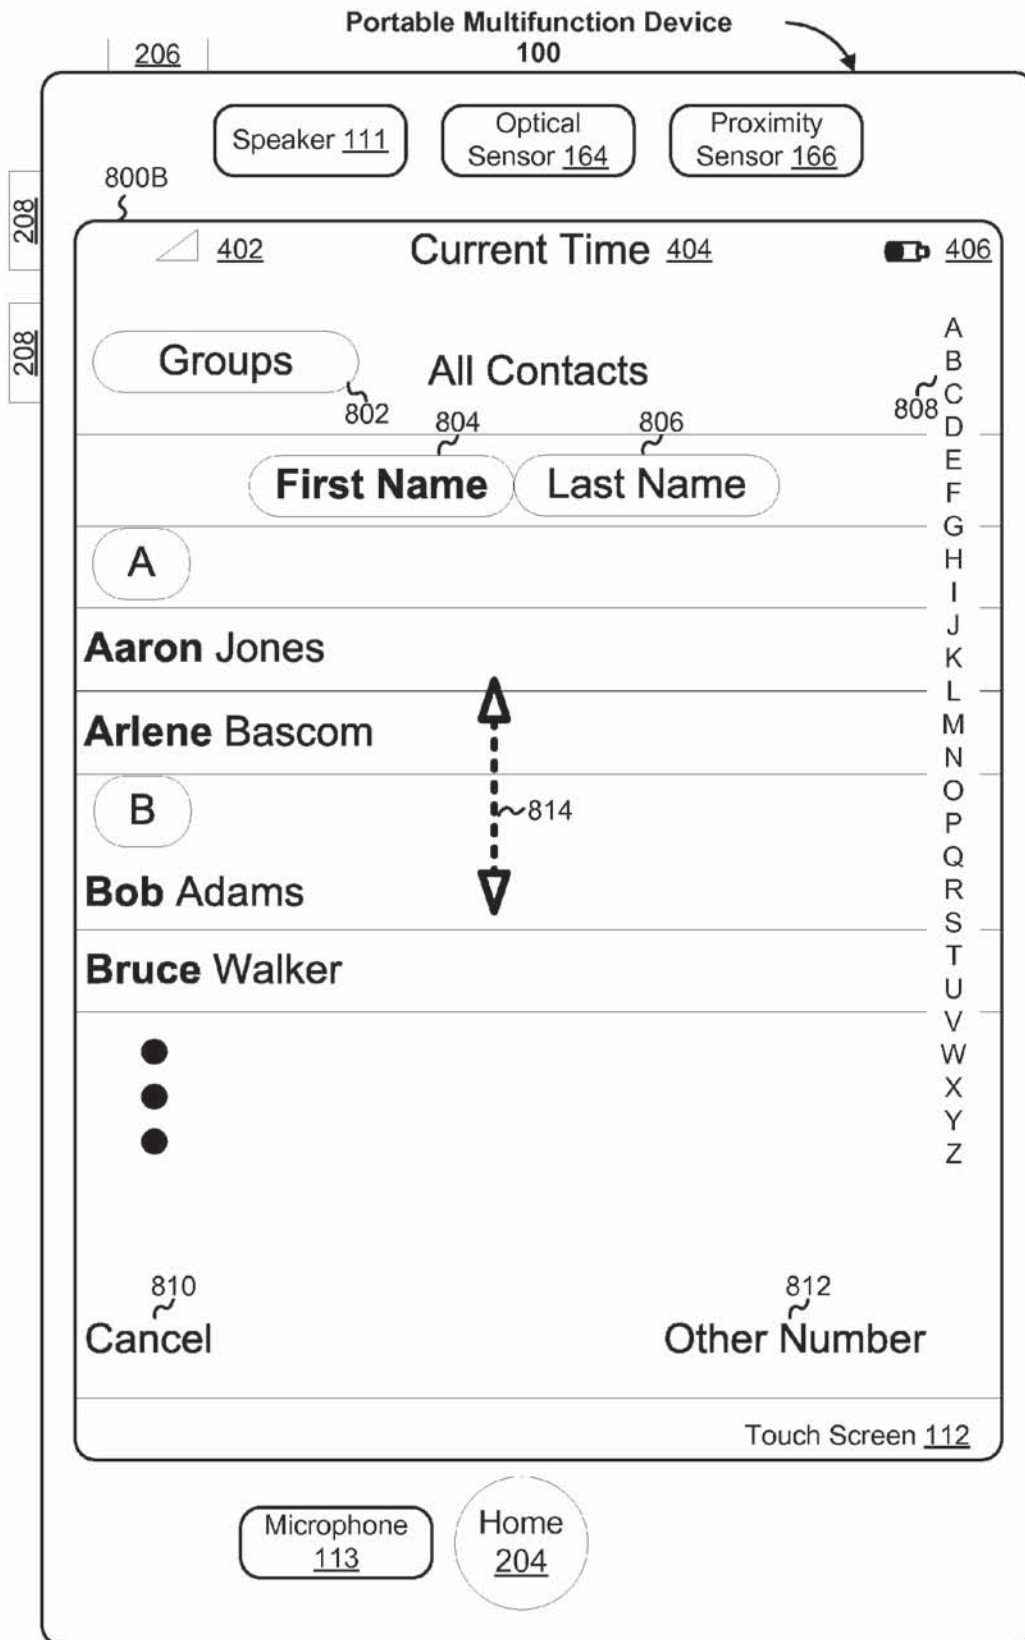 Portable Multifunction Device
100
206
Speaker 111
Optical
Sensor 164
Proximity
Sensor 166
800B
208
208
402
Current Time 404
406
Groups
802
All Contacts
808
804
806
First Name
Last Name
A
Aaron Jones
Arlene Bascom
B
814
Bob Adams
Bruce Walker
A
B
C
D
E
F
G
H
I
J
K
L
M
N
O
P
Q
R
S
T
U
V
W
X
Y
Z
810
Cancel
812
Other Number
Touch Screen 112
Microphone
113
Home
204